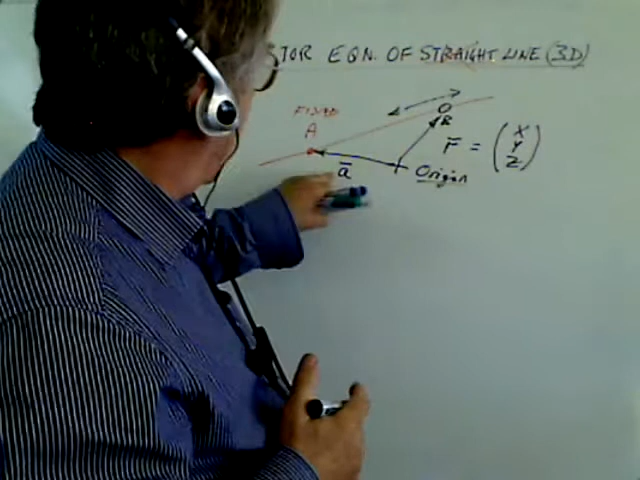 TOR EQN. OF STRAIGHT LINE (3D)
FIXED
A
R
r̄ = (X Y Z)
ā
Origin